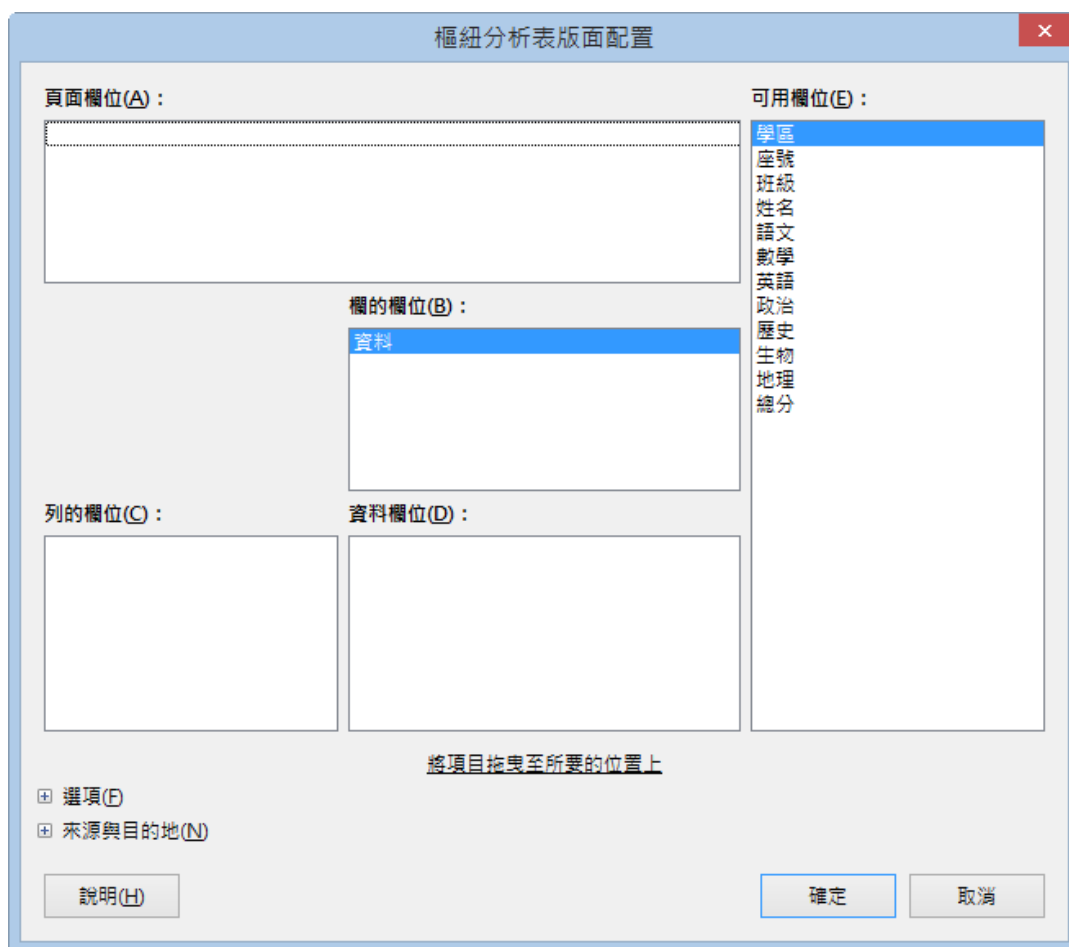 樞紐分析表版面配置
頁面欄位(A)：
可用欄位(E)：
學區
座號
班級
姓名
語文
數學
英語
政治
歷史
生物
地理
總分
欄的欄位(B)：
資料
列的欄位(C)：
資料欄位(D)：
將項目拖曳至所要的位置上
選項(F)
來源與目的地(N)
說明(H)
確定
取消